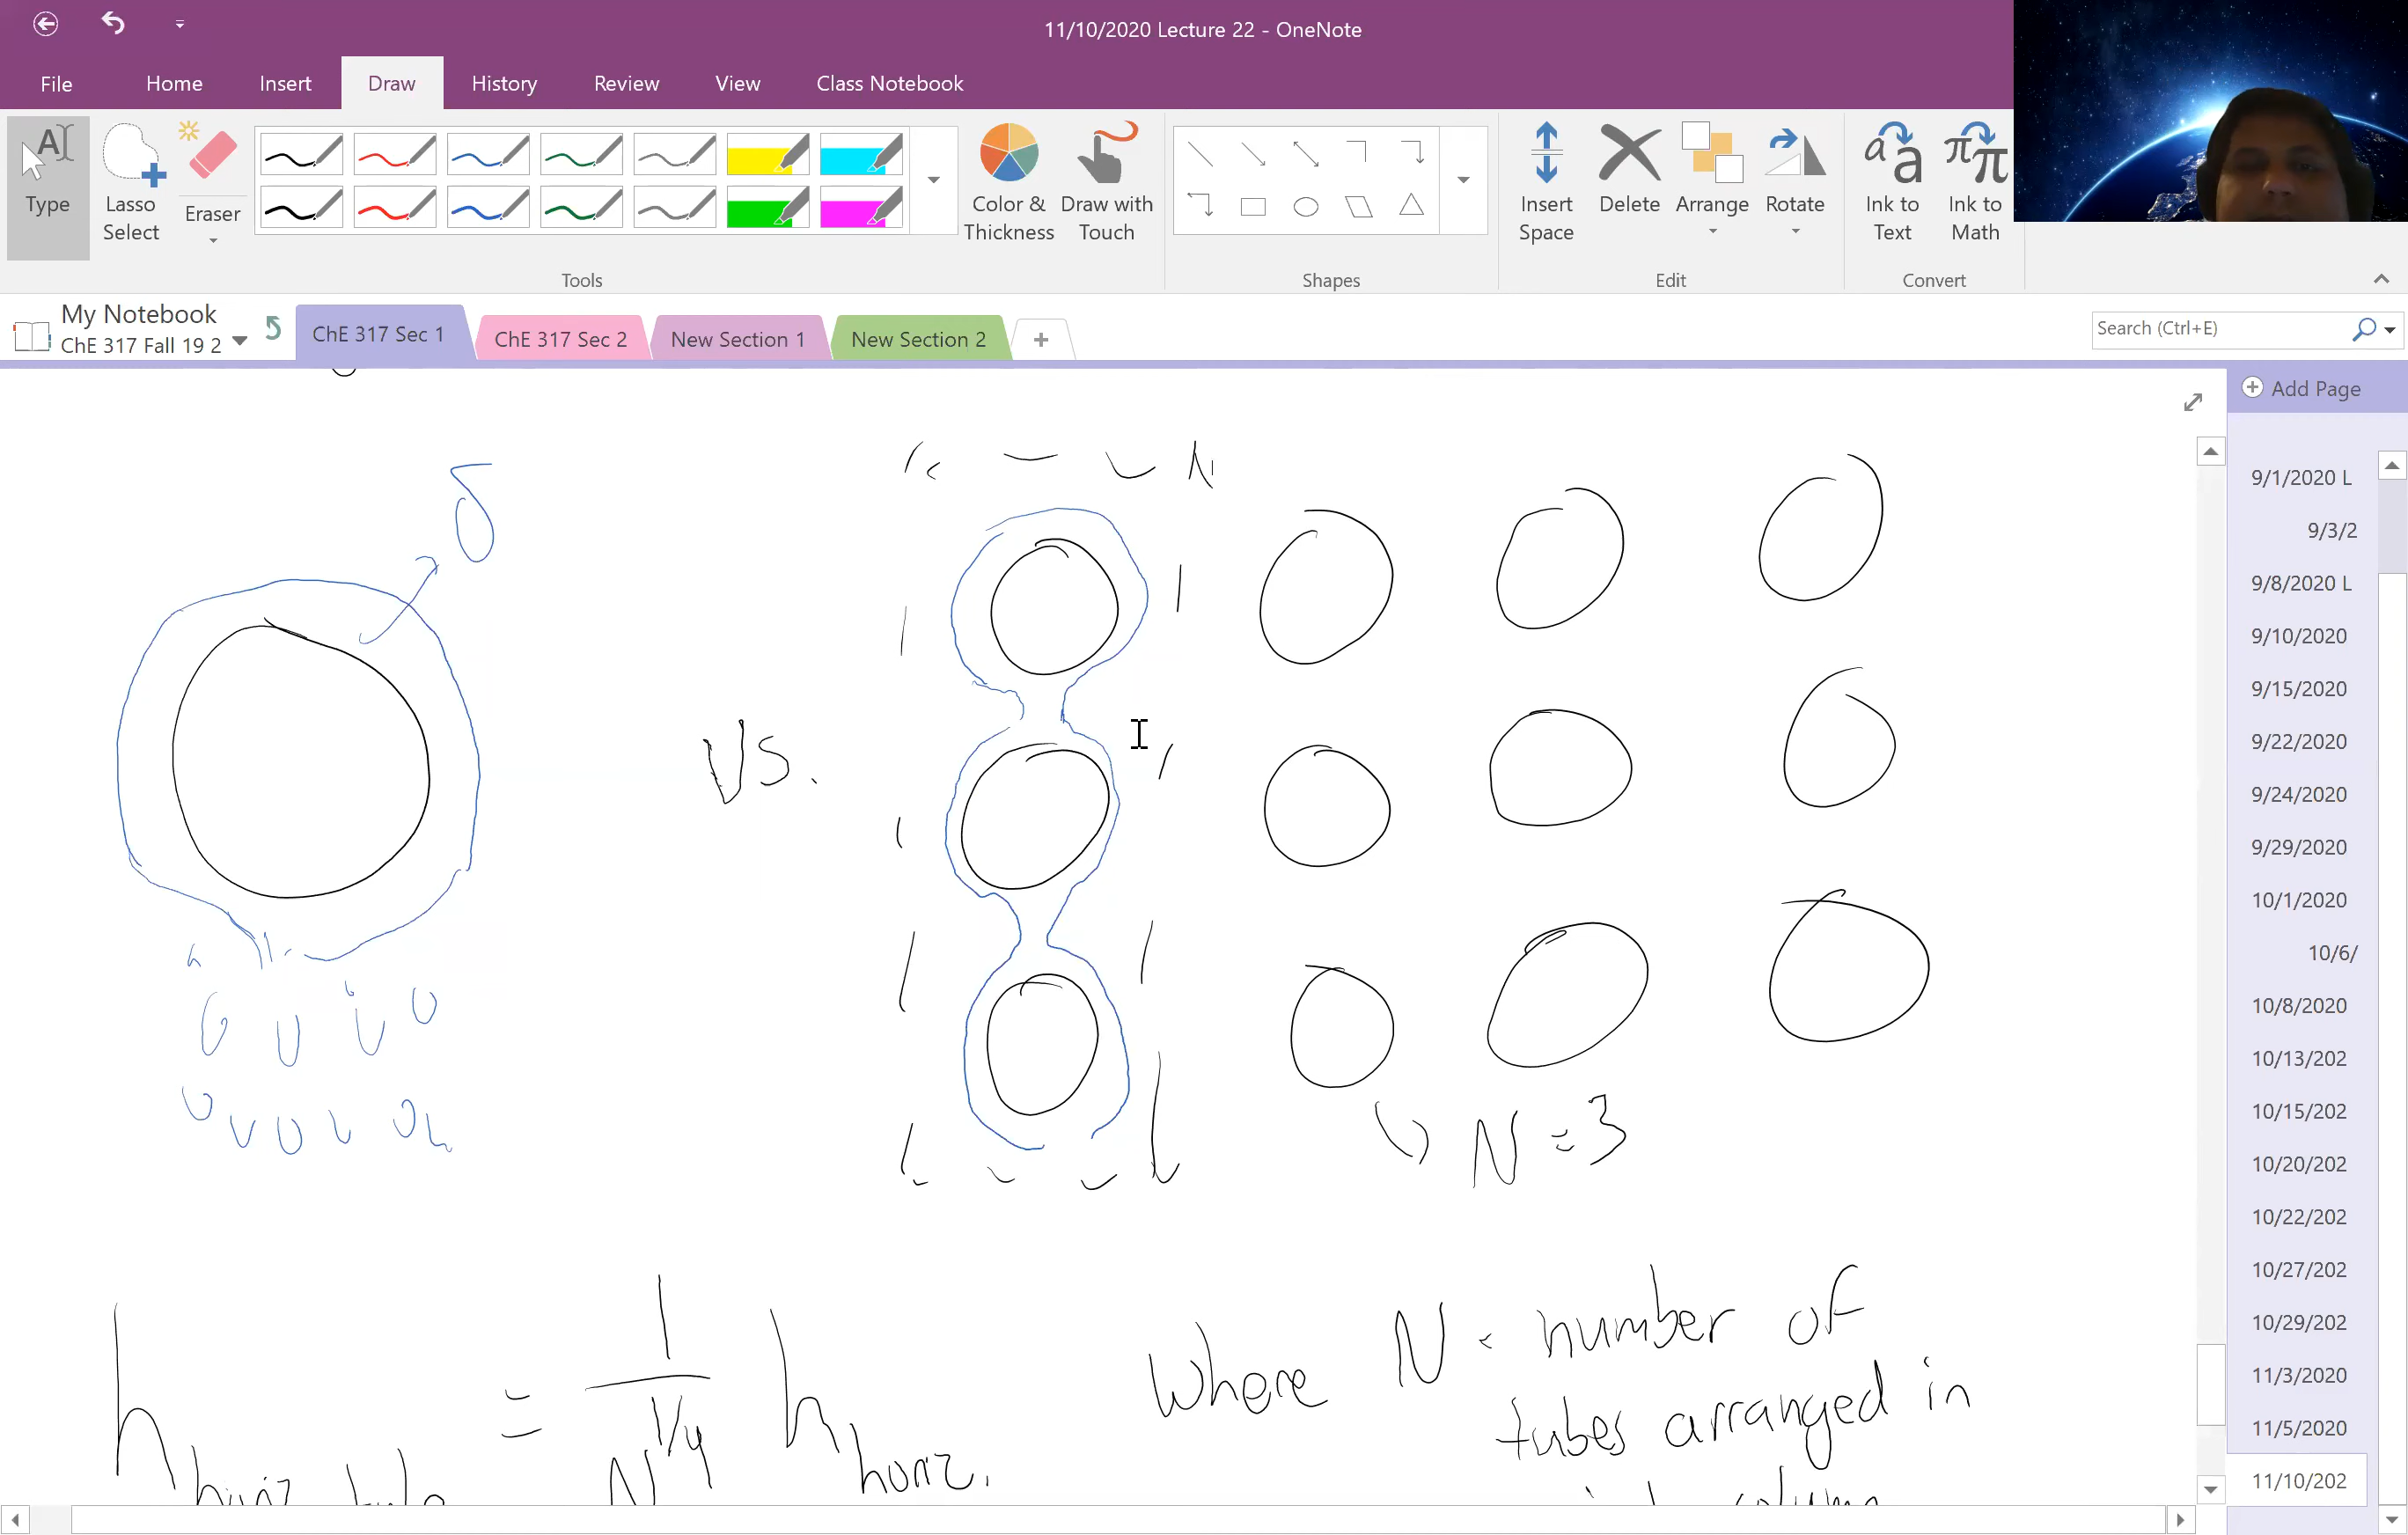 11/10/2020 Lecture 22 - OneNote
File Home Insert Draw History Review View Class Notebook
Type
Lasso Select
Eraser
Color & Thickness
Draw with Touch
Insert Space
Delete
Arrange
Rotate
Ink to Text
Ink to Math
Tools
Shapes
Edit
Convert
My Notebook
ChE 317 Fall 19 2
ChE 317 Sec 1
ChE 317 Sec 2
New Section 1
New Section 2
+
Search (Ctrl+E)
Add Page
9/1/2020 L
9/3/2
9/8/2020 L
9/10/2020
9/15/2020
9/22/2020
9/24/2020
9/29/2020
10/1/2020
10/6/
10/8/2020
10/13/202
10/15/202
10/20/202
10/22/202
10/27/202
10/29/202
11/3/2020
11/5/2020
11/10/202
δ
vs.
N = 3
h horiz = 1/N^1/4 h horiz.
where N = number of
tubes arranged in
column